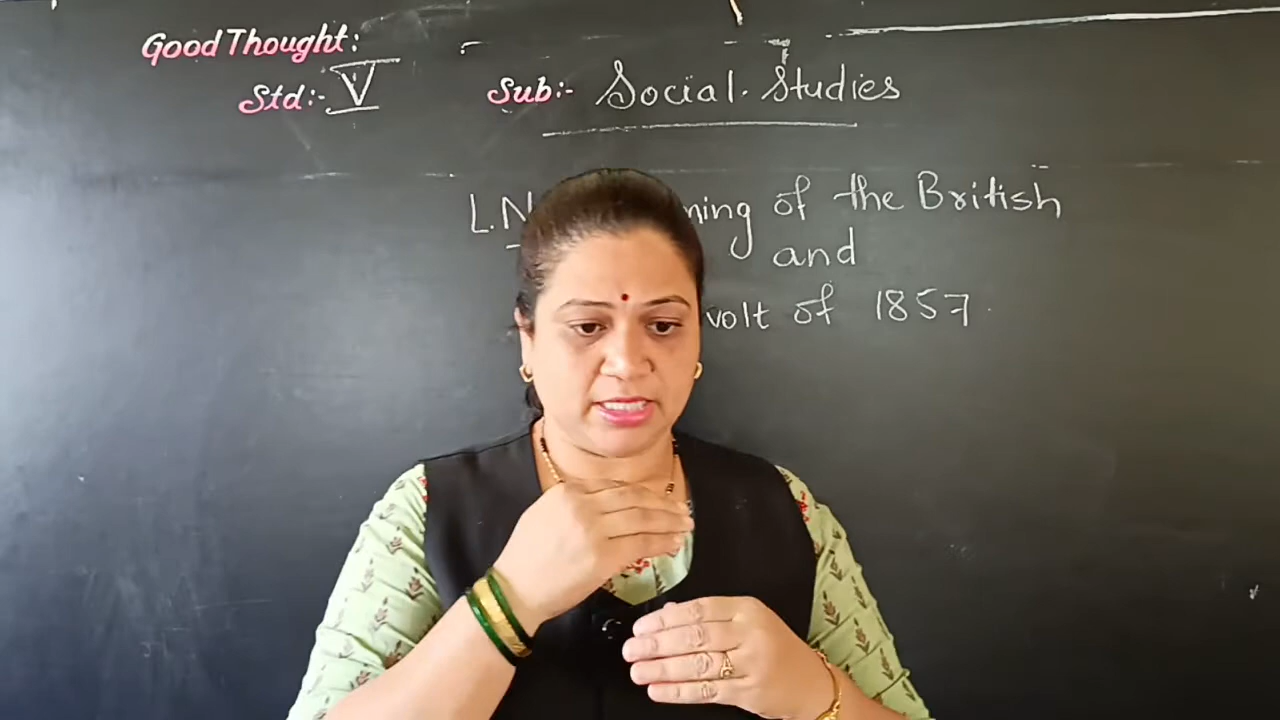 Good Thought:
Std:- V Sub:- Social. Studies
L.N ning of the British
and
volt of 1857.